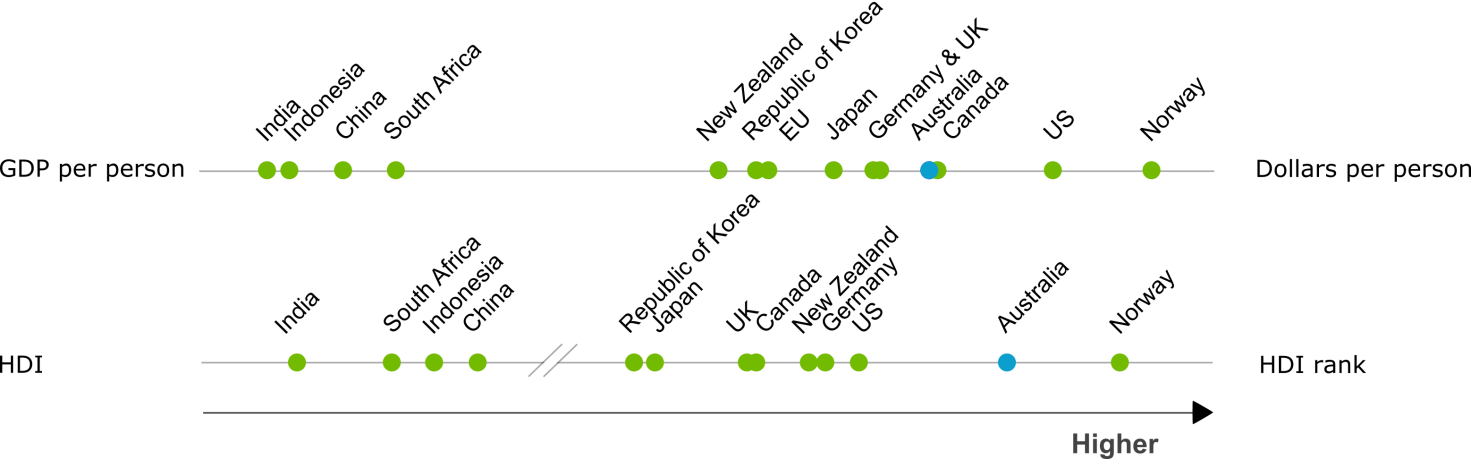 India
Indonesia
China
South Africa
New Zealand
Republic of Korea
EU
Japan
Germany & UK
Australia
Canada
US
Norway
GDP per person
Dollars per person
India
South Africa
Indonesia
China
Republic of Korea
Japan
UK
Canada
New Zealand
Germany
US
Australia
Norway
HDI
HDI rank
Higher